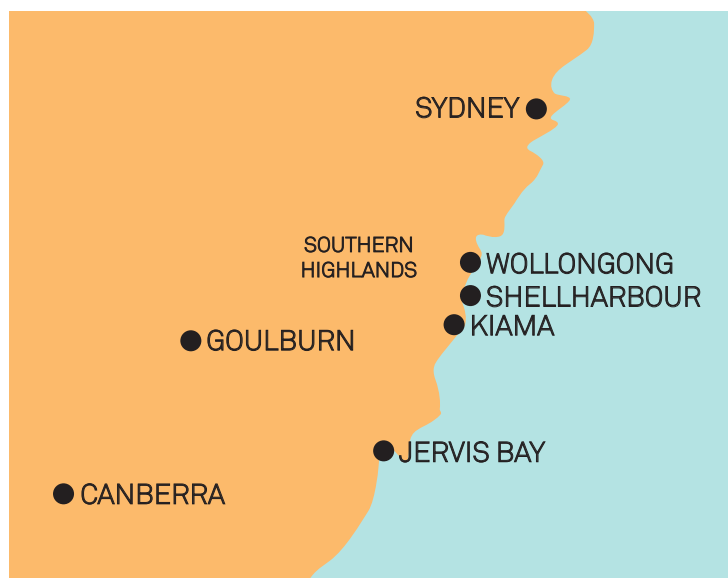 SYDNEY
SOUTHERN
HIGHLANDS
WOLLONGONG
SHELLHARBOUR
KIAMA
GOULBURN
JERVIS BAY
CANBERRA